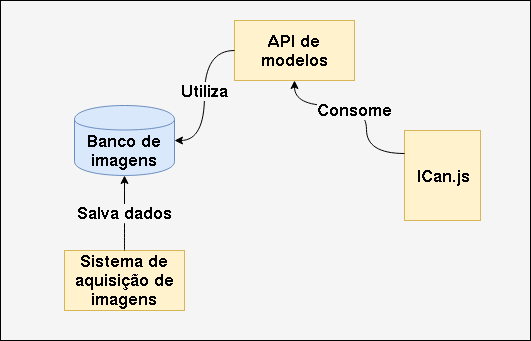 API de
modelos
Utiliza
Consome
Banco de
imagens
ICan.js
Salva dados
Sistema de
aquisição de
imagens